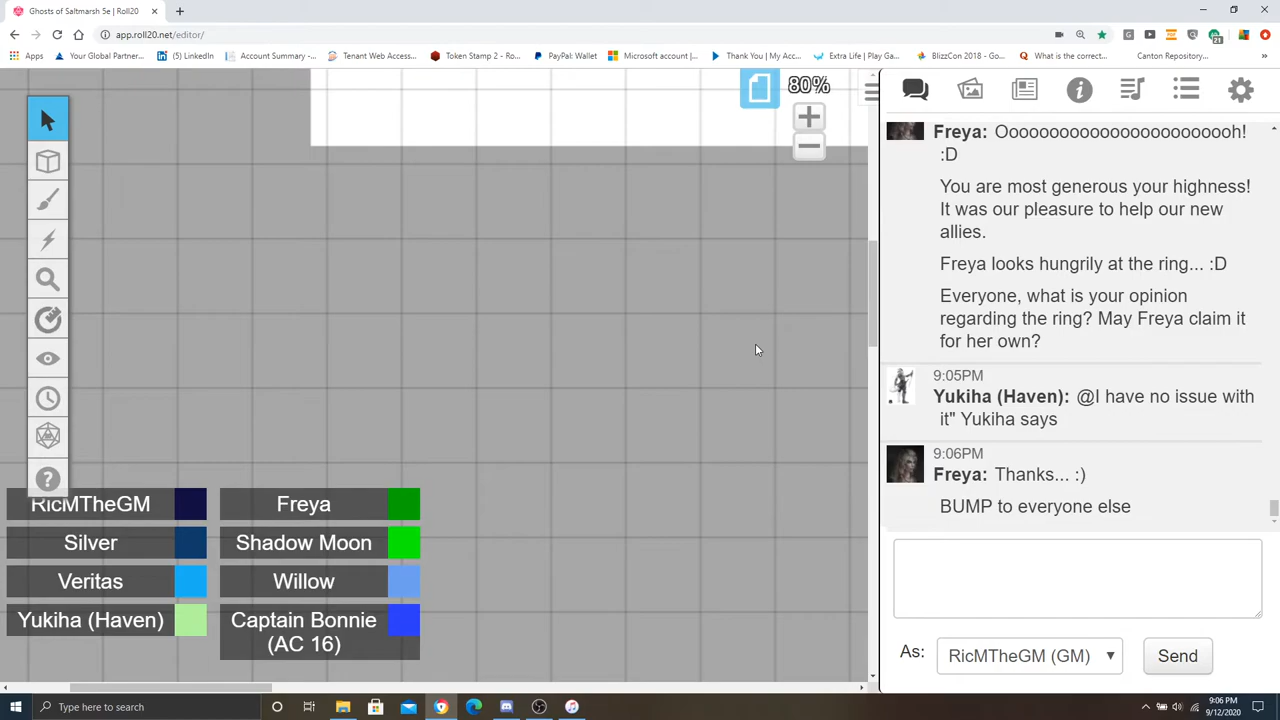 Ghosts of Saltmarsh 5e | Roll20
app.roll20.net/editor/
Apps
Your Global Partner...
(5) LinkedIn
Account Summary -...
Tenant Web Access...
Token Stamp 2 - Rol...
PayPal: Wallet
Microsoft account |...
Thank You | My Acc...
Extra Life | Play Ga...
BlizzCon 2018 - Go...
What is the correct...
Canton Repository...
80%
Freya: Oooooooooooooooooooooooh!
:D
You are most generous your highness!
It was our pleasure to help our new
allies.
Freya looks hungrily at the ring... :D
Everyone, what is your opinion
regarding the ring? May Freya claim it
for her own?
9:05PM
Yukiha (Haven): @I have no issue with
it" Yukiha says
9:06PM
Freya: Thanks... :)
BUMP to everyone else
As:
RicMTheGM (GM)
Send
RicMTheGM
Freya
Silver
Shadow Moon
Veritas
Willow
Yukiha (Haven)
Captain Bonnie
(AC 16)
Type here to search
9:06 PM
9/12/2020